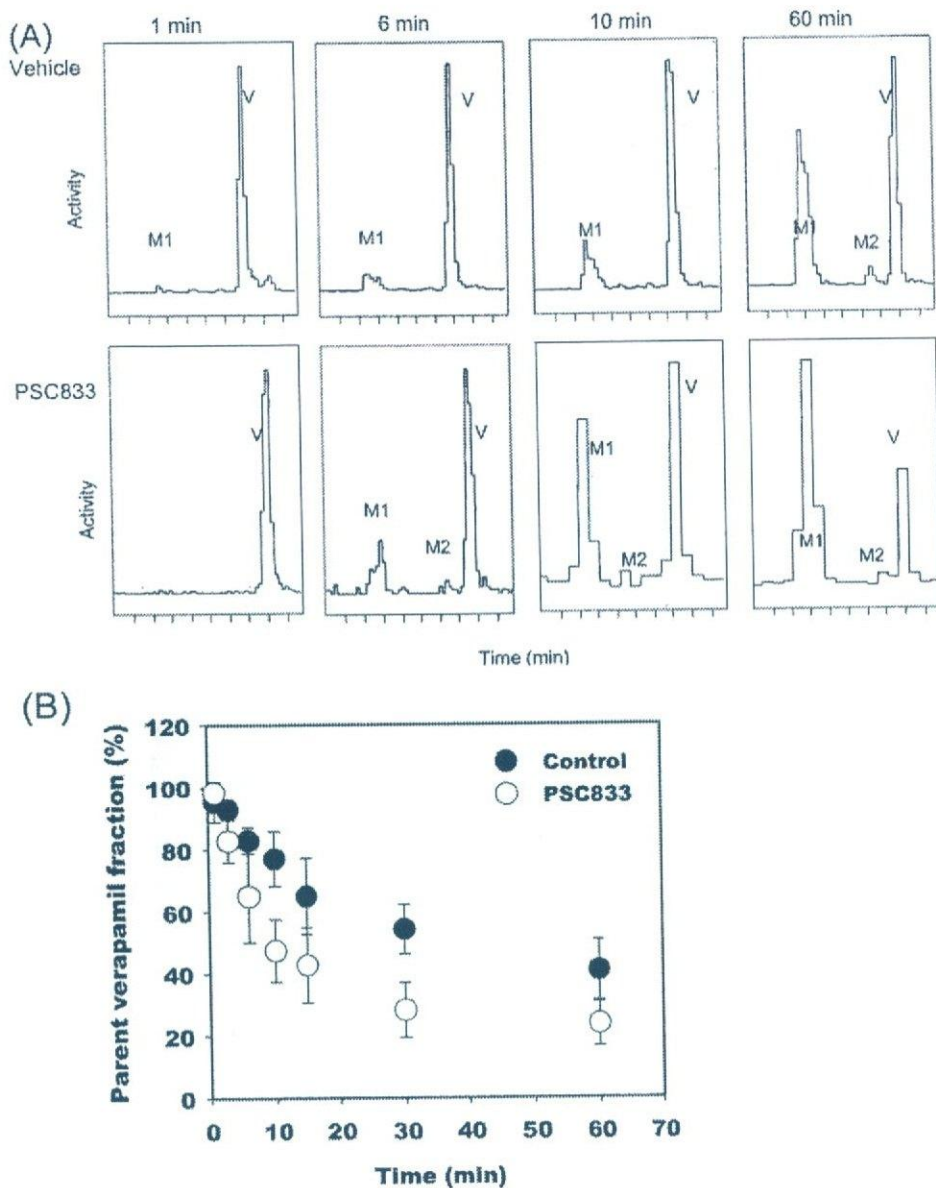 (A)
1 min 6 min 10 min 60 min
Vehicle
Activity
V V V V
M1 M1 M1 M1 M2
PSC833
Activity
V V V V
M1 M2 M1 M2 M1 M2
Time (min)
(B)
Parent verapamil fraction (%)
120
100
80
60
40
20
0
Control
PSC833
0 10 20 30 40 50 60 70
Time (min)